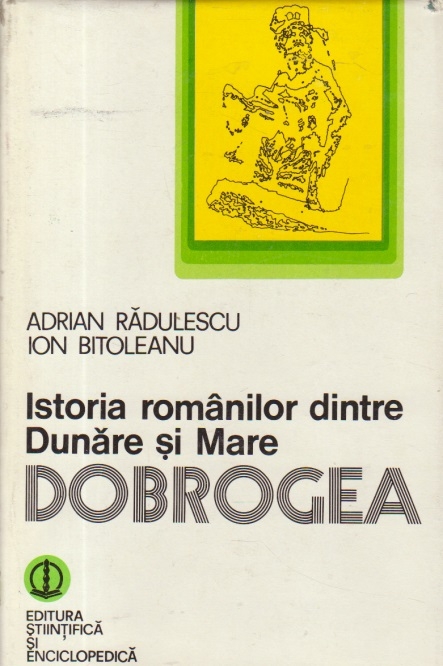 ADRIAN RĂDULESCU
ION BITOLEANU
Istoria românilor dintre
Dunăre și Mare
DOBROGEA
EDITURA
ȘTIINȚIFICĂ
ȘI
ENCICLOPEDICĂ